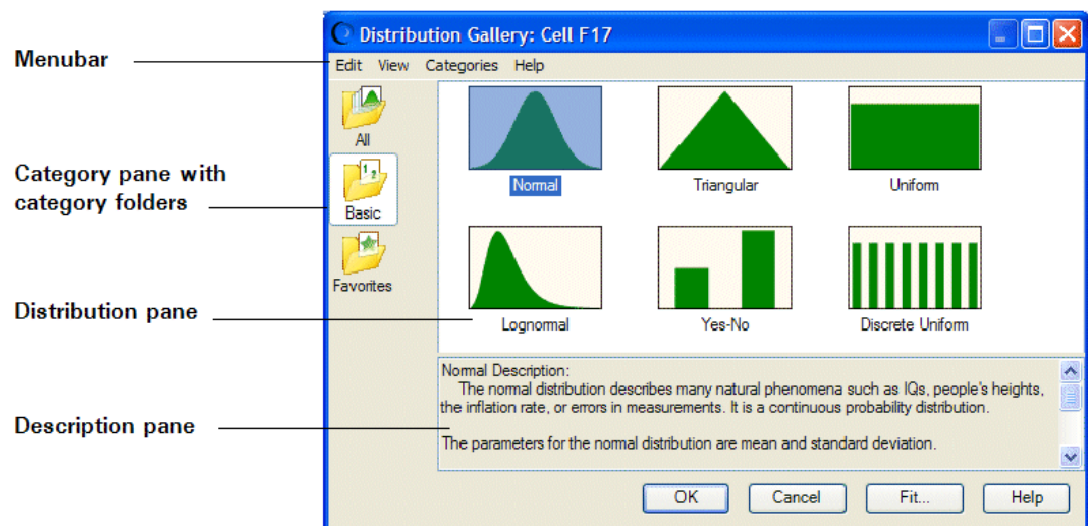 Distribution Gallery: Cell F17
Menubar
Edit View Categories Help
All
Category pane with
category folders
Basic
Favorites
Normal Triangular Uniform
Distribution pane
Lognormal Yes-No Discrete Uniform
Normal Description:
The normal distribution describes many natural phenomena such as IQs, people's heights,
the inflation rate, or errors in measurements. It is a continuous probability distribution.
Description pane
The parameters for the normal distribution are mean and standard deviation.
OK Cancel Fit... Help